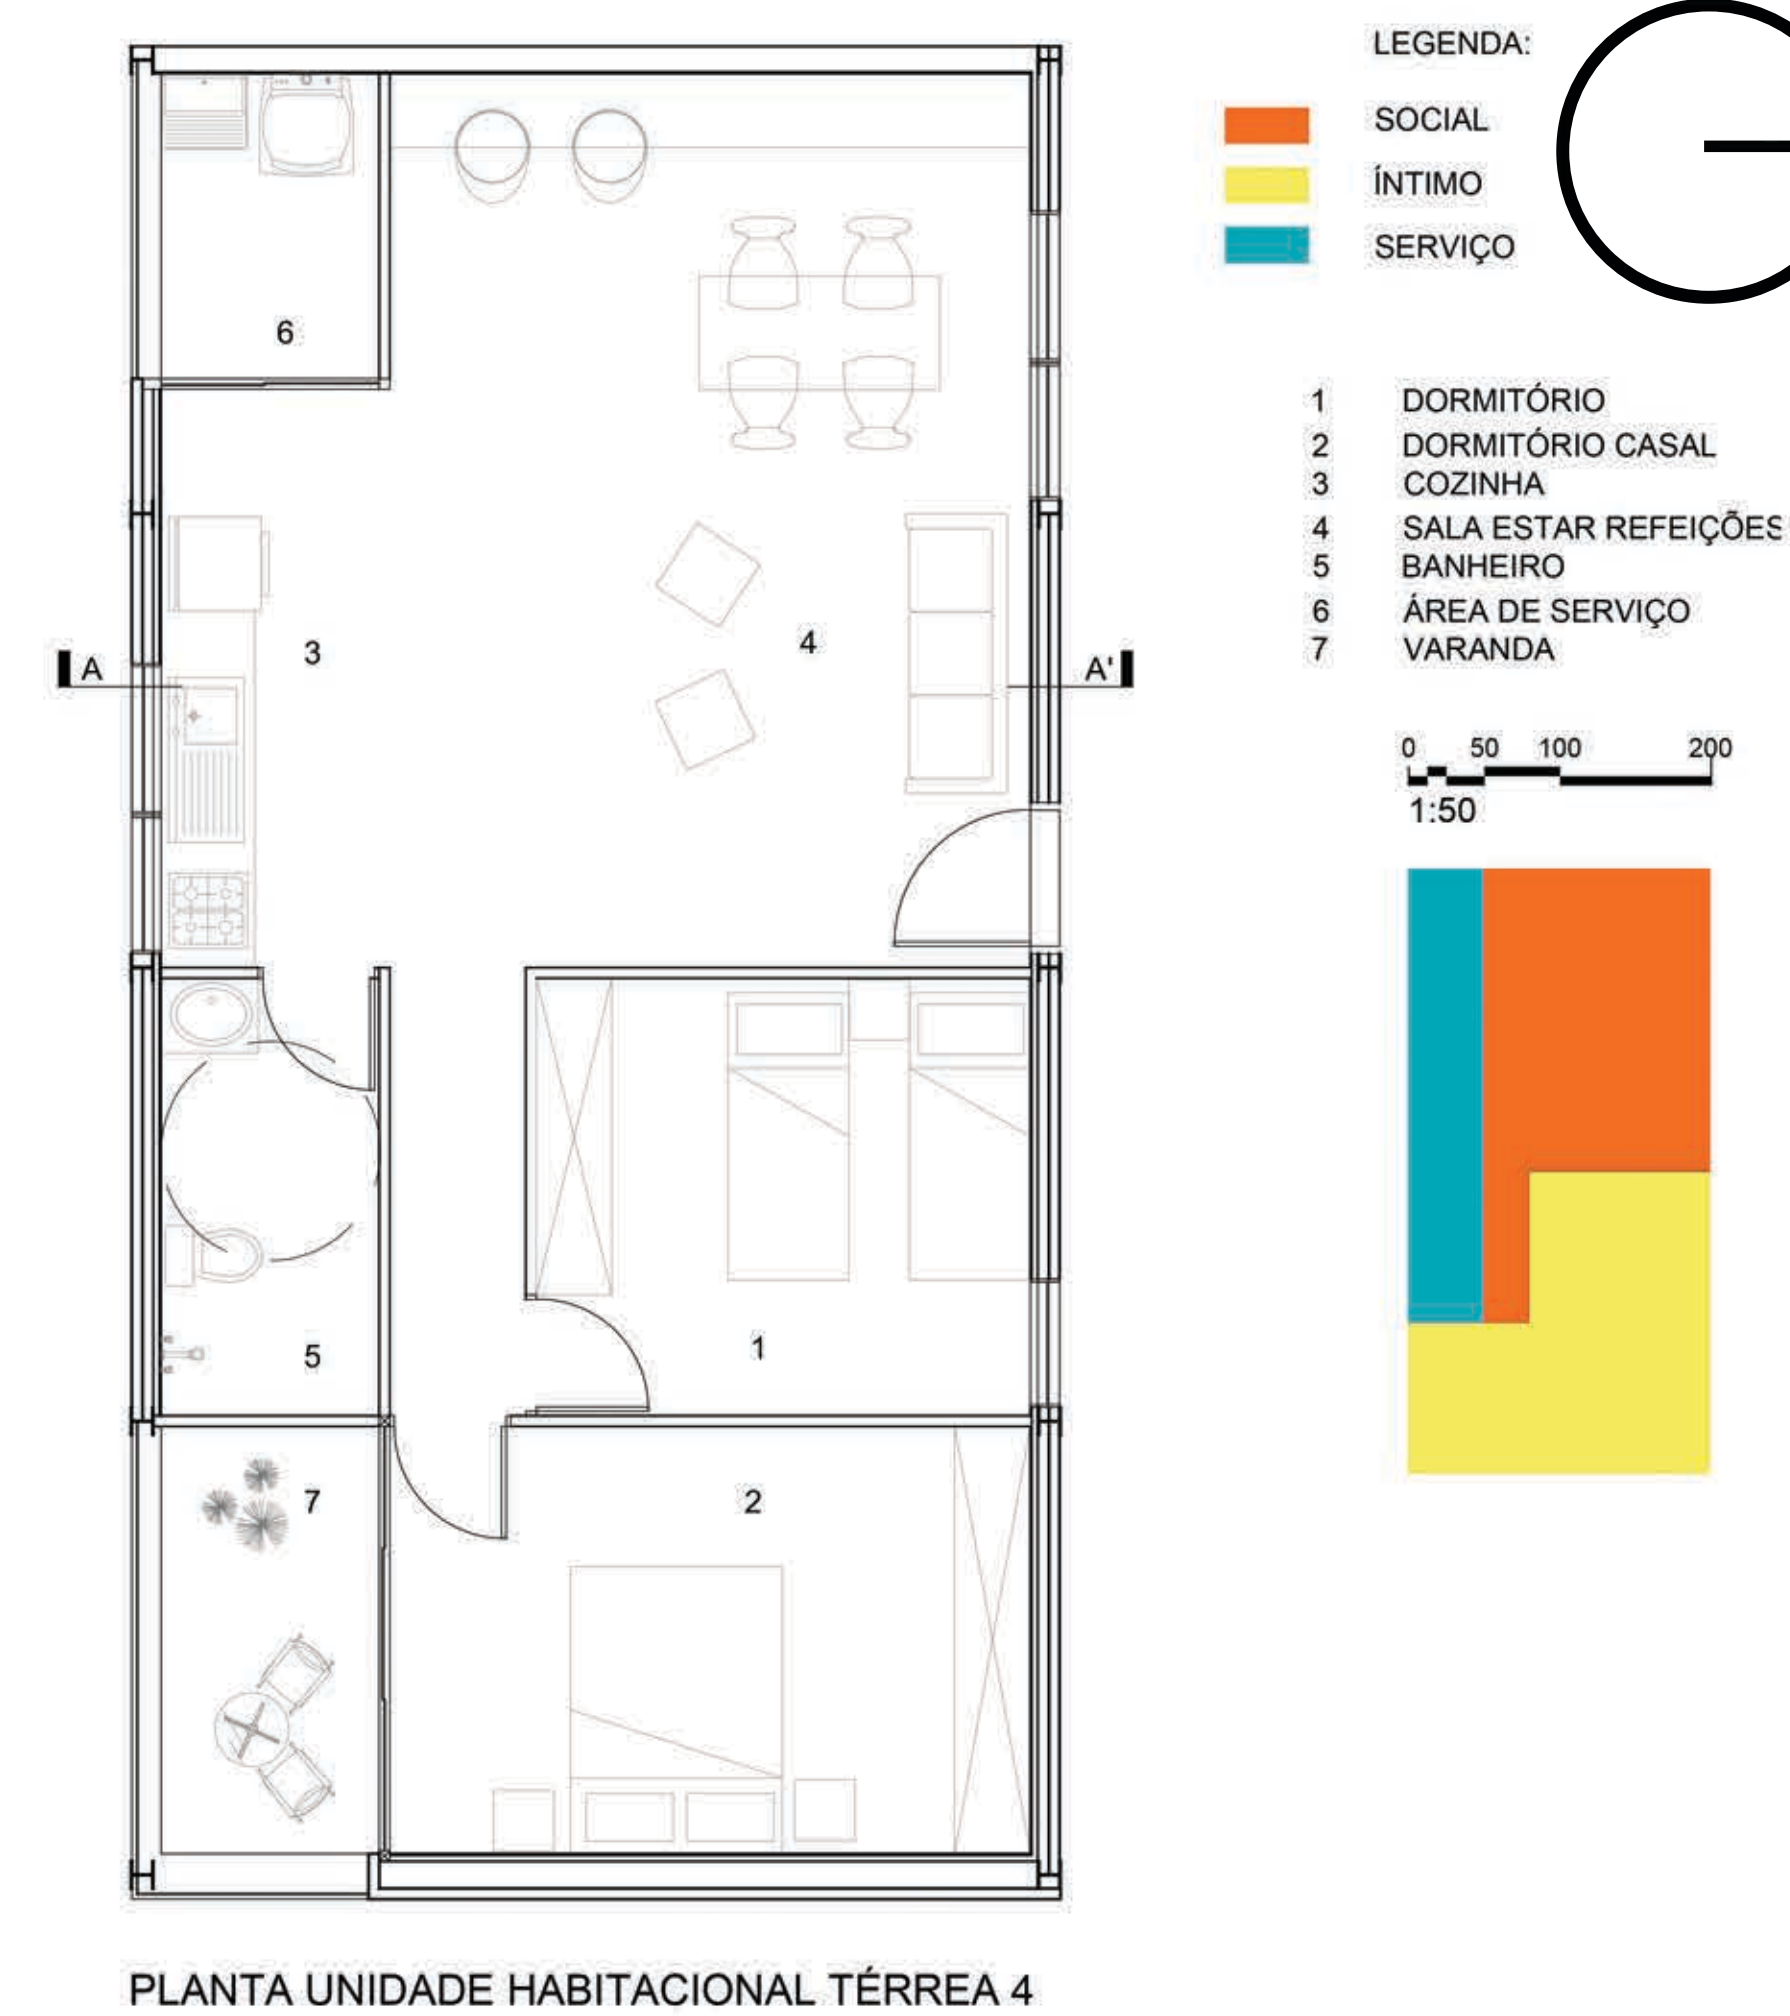 LEGENDA:
SOCIAL
ÍNTIMO
SERVIÇO
6
1 DORMITÓRIO
2 DORMITÓRIO CASAL
3 COZINHA
4 SALA ESTAR REFEIÇÕES
5 BANHEIRO
6 ÁREA DE SERVIÇO
7 VARANDA
3
4
A
A'
0 50 100 200
1:50
5
1
7
2
PLANTA UNIDADE HABITACIONAL TÉRREA 4